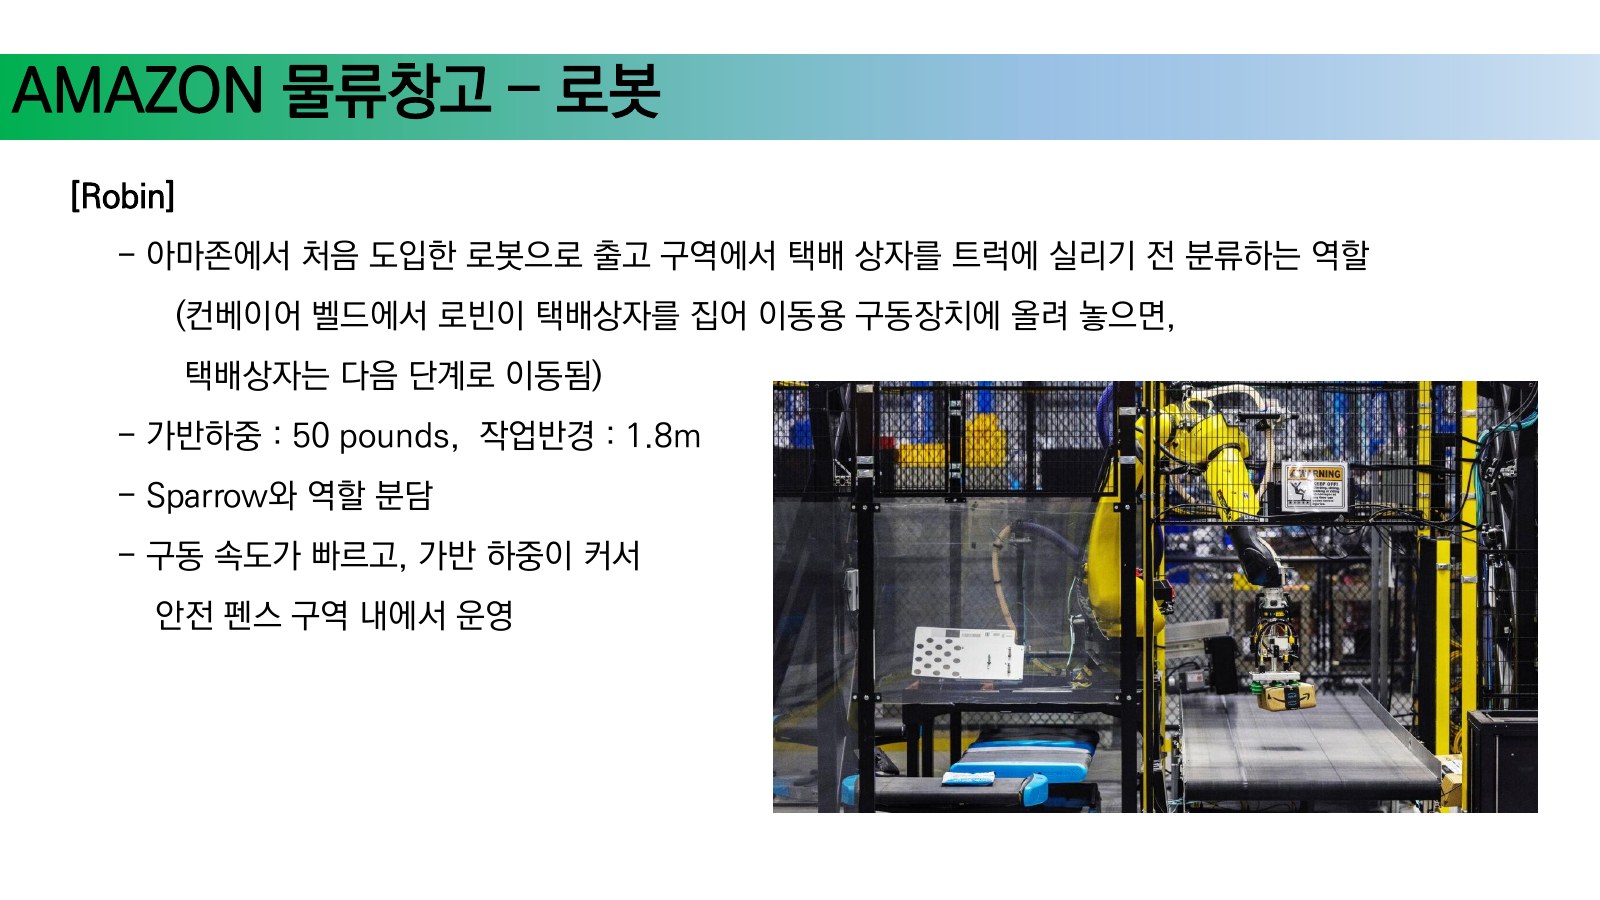 AMAZON 물류창고 – 로봇
[Robin]
– 아마존에서 처음 도입한 로봇으로 출고 구역에서 택배 상자를 트럭에 실리기 전 분류하는 역할
(컨베이어 벨드에서 로빈이 택배상자를 집어 이동용 구동장치에 올려 놓으면,
택배상자는 다음 단계로 이동됨)
– 가반하중 : 50 pounds,  작업반경 : 1.8m
– Sparrow와 역할 분담
– 구동 속도가 빠르고, 가반 하중이 커서
안전 펜스 구역 내에서 운영
WARNING
KEEP OFF!